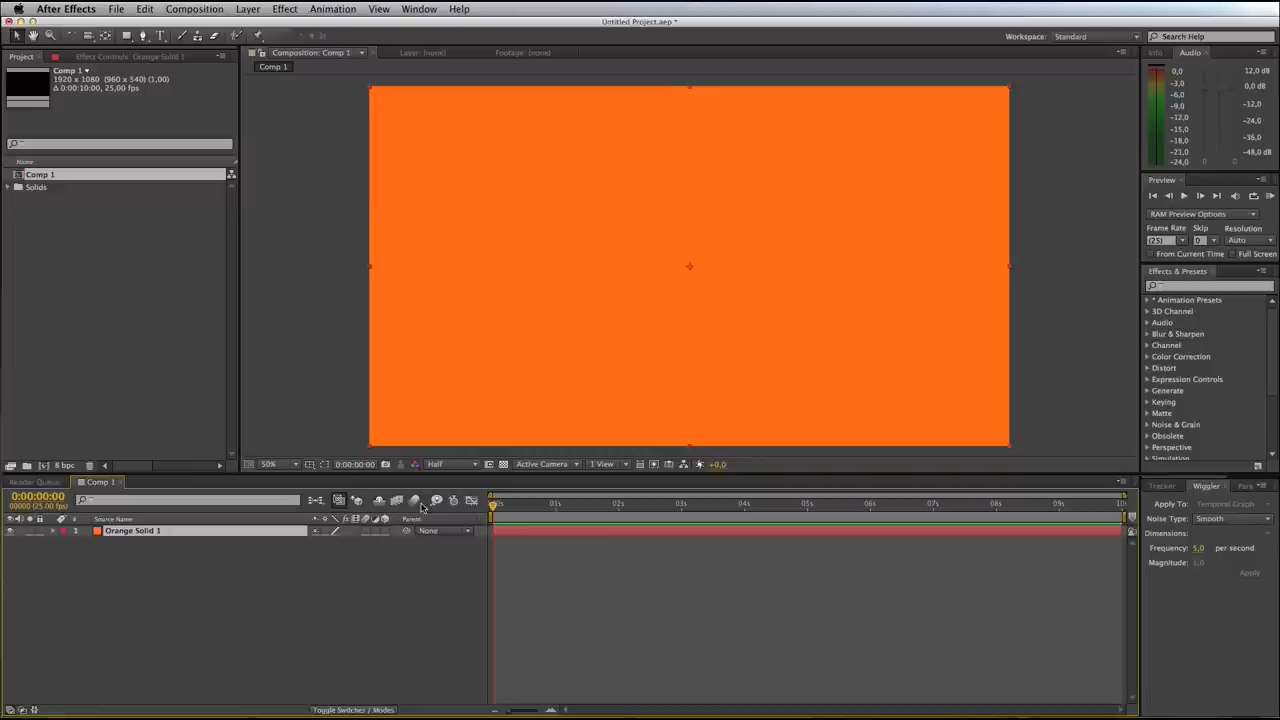 After Effects File Edit Composition Layer Effect Animation View Window Help
Untitled Project.aep *
Workspace: Standard Search Help
Project Effect Controls: Orange Solid 1
Comp 1
1920 x 1080 (960 x 540) (1,00)
Δ 0:00:10:00, 25,00 fps
Name
Comp 1
Solids
8 bpc
Composition: Comp 1 Layer: (none) Footage: (none)
Comp 1
50% 0:00:00:00 Half Active Camera 1 View +0,0
Info Audio
0,0
-3,0
-6,0
-9,0
-12,0
-15,0
-18,0
-21,0
-24,0
12,0 dB
0,0 dB
-12,0
-24,0
-36,0
-48,0 dB
Preview
RAM Preview Options
Frame Rate Skip Resolution
(25) 0 Auto
From Current Time Full Screen
Effects & Presets
* Animation Presets
3D Channel
Audio
Blur & Sharpen
Channel
Color Correction
Distort
Expression Controls
Generate
Keying
Matte
Noise & Grain
Obsolete
Perspective
Simulation
Render Queue Comp 1
0:00:00:00
00000 (25.00 fps)
# Source Name fx Parent
1 Orange Solid 1 None
01s 02s 03s 04s 05s 06s 07s 08s 09s
Toggle Switches / Modes
Tracker Wiggler
Apply To: Temporal Graph
Noise Type: Smooth
Dimensions:
Frequency: 5,0 per second
Magnitude: 1,0
Apply